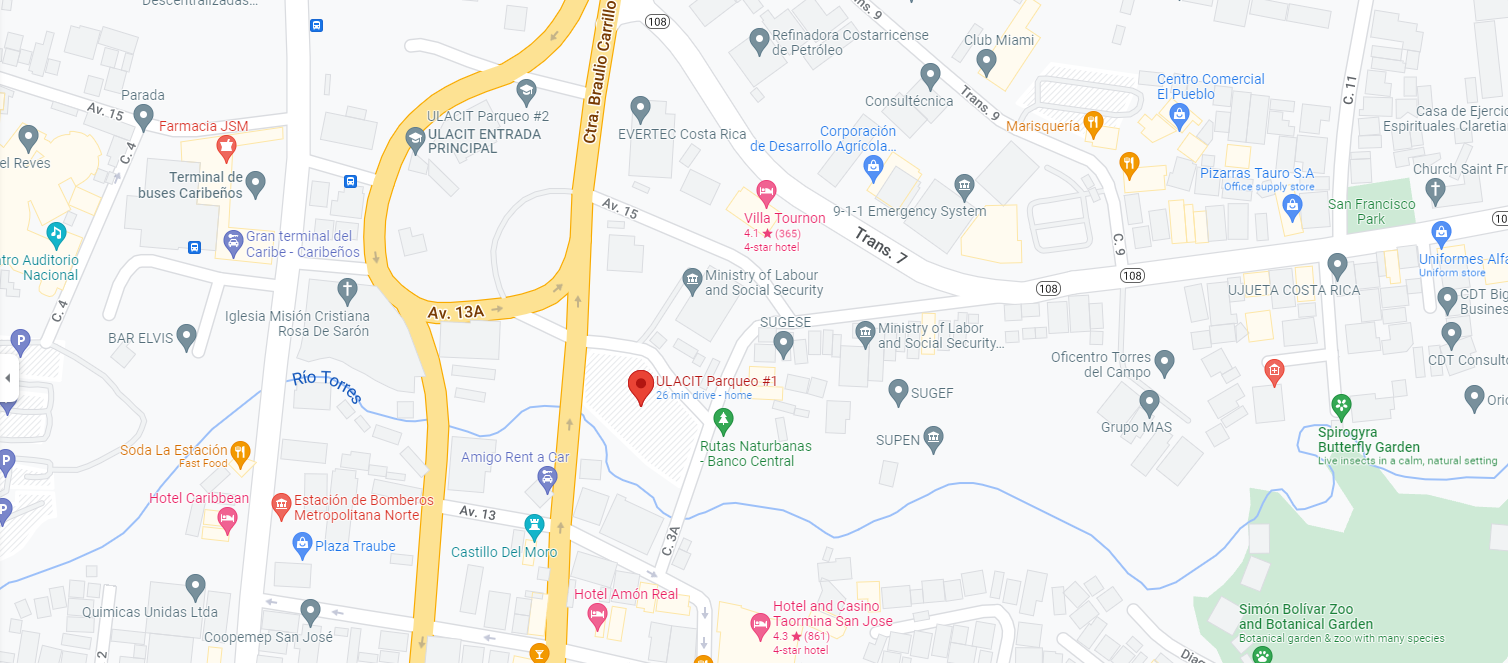 Descentralizadas...
Trans. 9
108
Ctra. Braulio Carrillo
Refinadora Costarricense
de Petróleo
Club Miami
Consultécnica
Trans. 9
Centro Comercial
El Pueblo
C. 11
Parada
Av. 15
Farmacia JSM
ULACIT Parqueo #2
ULACIT ENTRADA
PRINCIPAL
EVERTEC Costa Rica
Corporación
de Desarrollo Agrícola...
Marisquería
Casa de Ejercic
Espirituales Claretian
el Reves
C. 4
Terminal de
buses Caribeños
Pizarras Tauro S.A
Office supply store
Church Saint Fr
Av. 15
Villa Tournon
4.1 ★ (365)
4-star hotel
9-1-1 Emergency System
San Francisco
Park
Trans. 7
C. 9
Gran terminal del
Caribe - Caribeños
tro Auditorio
Nacional
Ministry of Labour
and Social Security
108
108
UJUETA COSTA RICA
Uniformes Alfa
Uniform store
C. 4
Iglesia Misión Cristiana
Rosa De Sarón
Av. 13A
SUGESE
Ministry of Labor
and Social Security...
CDT Big
Busines
BAR ELVIS
P
Oficentro Torres
del Campo
CDT Consulto
Río Torres
ULACIT Parqueo #1
26 min drive - home
SUGEF
Grupo MAS
Orio
Rutas Naturbanas
- Banco Central
SUPEN
Spirogyra
Butterfly Garden
Live insects in a calm, natural setting
Soda La Estación
Fast Food
P
Amigo Rent a Car
Hotel Caribbean
Estación de Bomberos
Metropolitana Norte
P
Av. 13
C. 3A
Plaza Traube
Castillo Del Moro
Quimicas Unidas Ltda
Hotel Amón Real
Coopemep San José
Hotel and Casino
Taormina San Jose
4.3 ★ (861)
4-star hotel
Simón Bolívar Zoo
and Botanical Garden
Botanical garden & zoo with many species
2
Diag